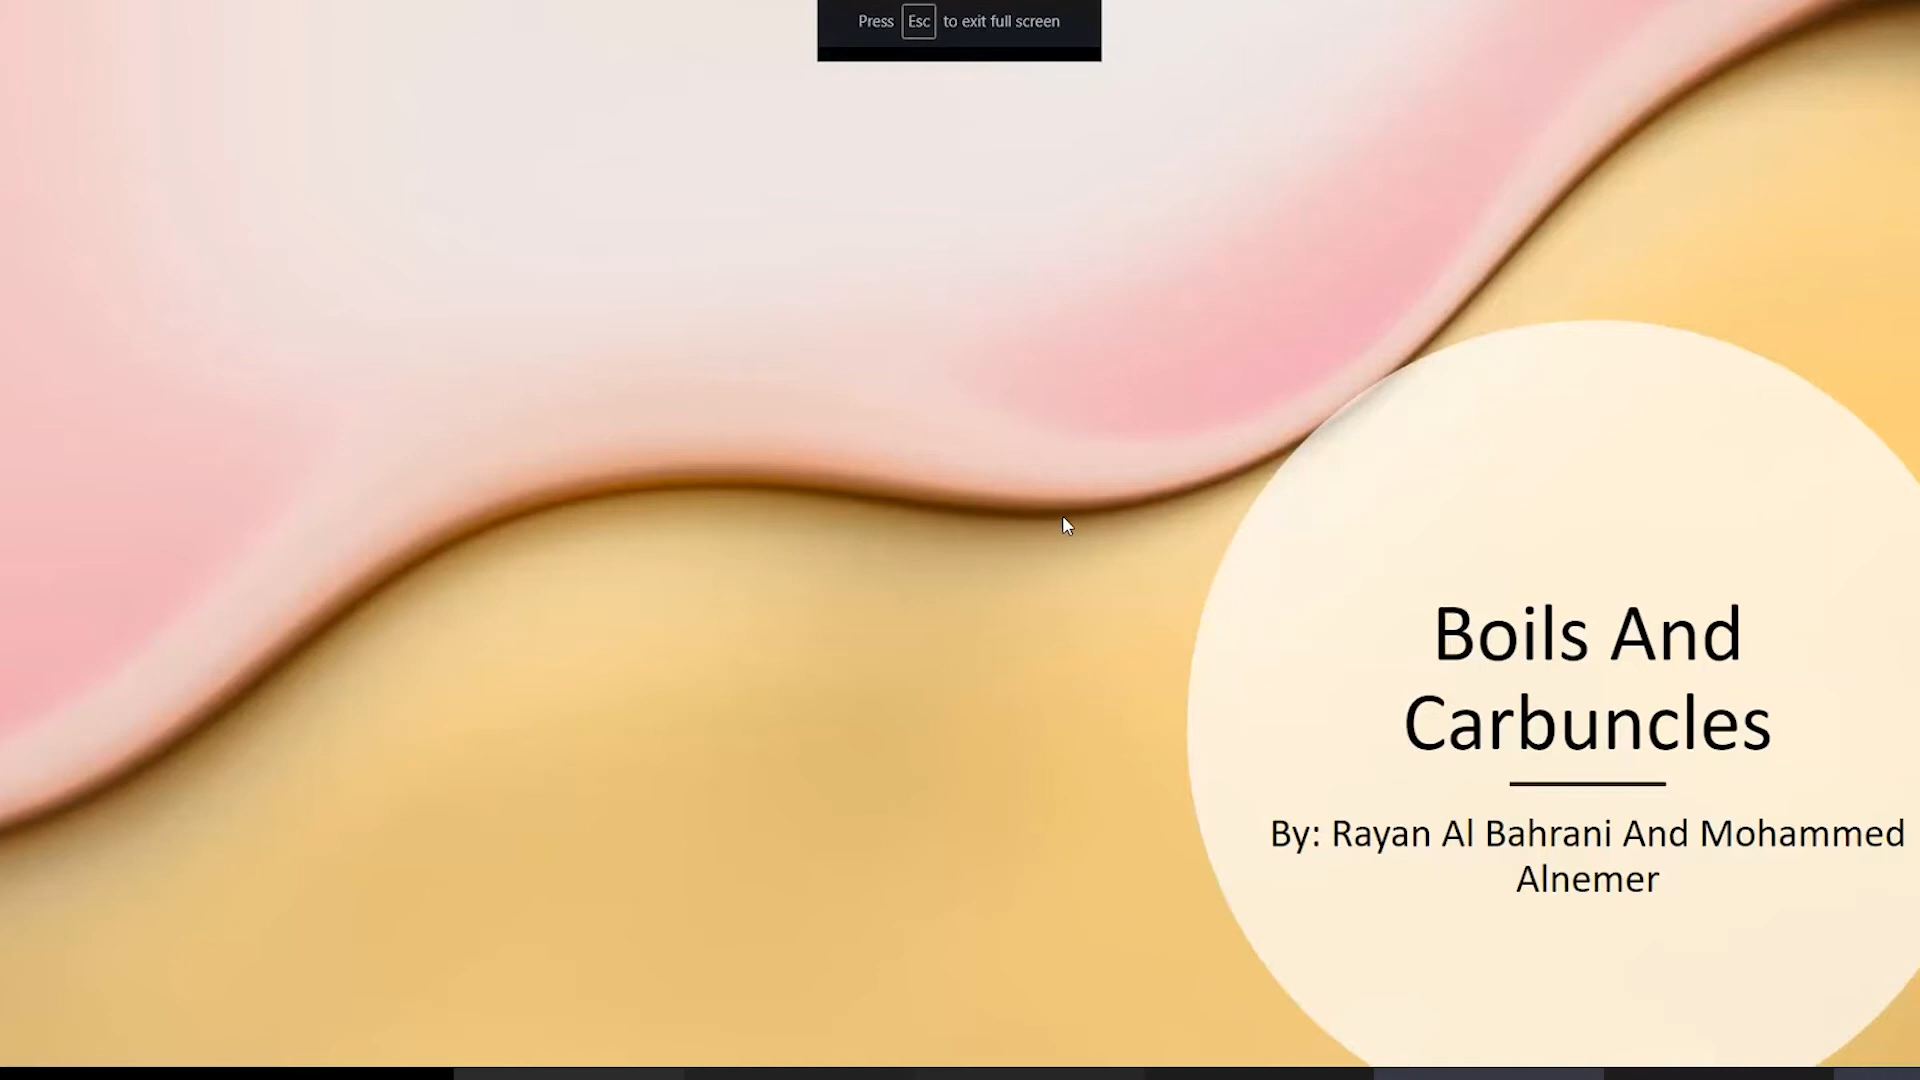 Press Esc to exit full screen
Boils And
Carbuncles
By: Rayan Al Bahrani And Mohammed
Alnemer